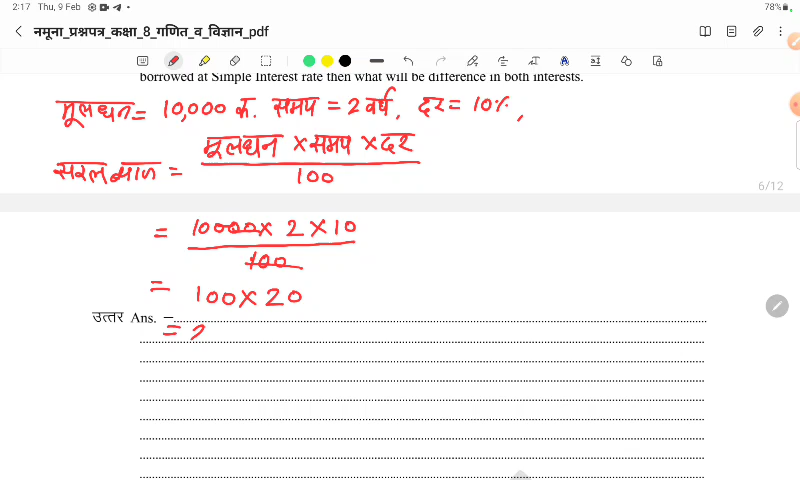 2:17 Thu, 9 Feb 78%
नमूना_प्रश्नपत्र_कक्षा_8_गणित_व_विज्ञान_pdf
borrowed at Simple Interest rate then what will be difference in both interests.
मूलधन = 10,000 रु. समय = 2 वर्ष, दर = 10%,
सरल ब्याज = मूलधन × समय × दर
100
6/12
= 10000 × 2 × 10
100
= 100 × 20
उत्तर Ans. –
= 2